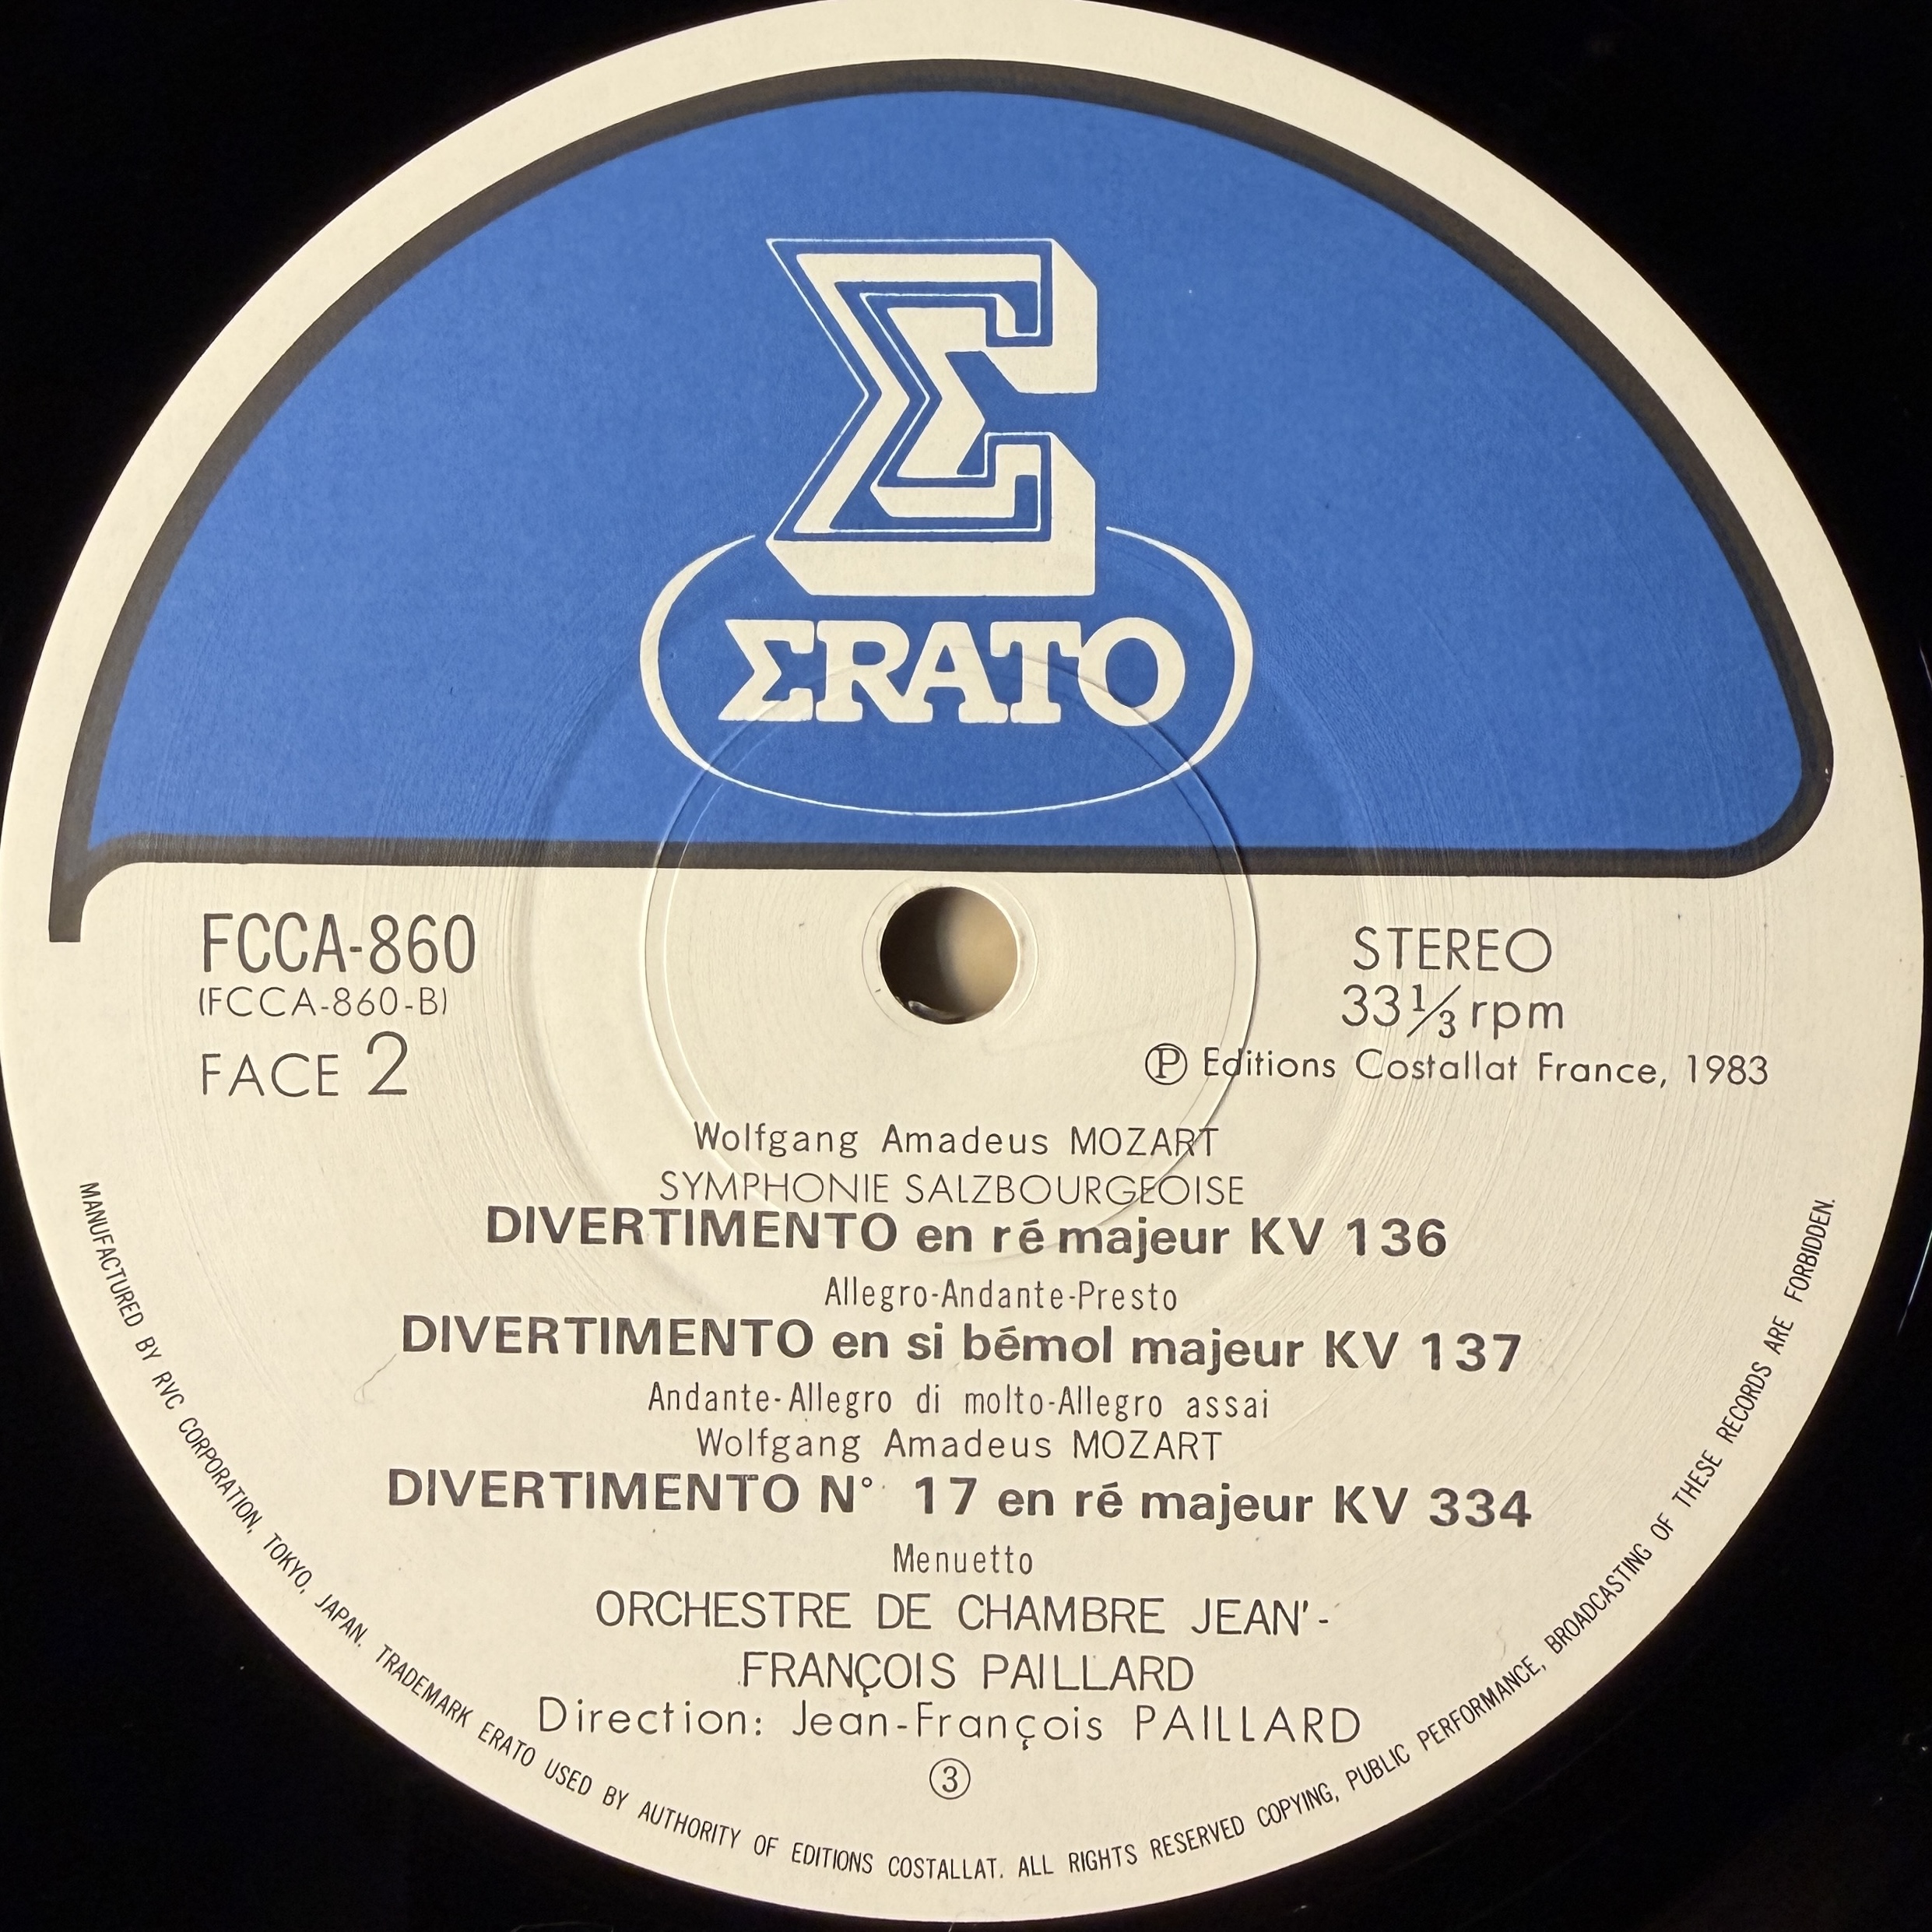 Σ
ΣRATO
FCCA-860
(FCCA-860-B)
FACE 2
STEREO
33 1/3 rpm
Ⓟ Editions Costallat France, 1983
Wolfgang Amadeus MOZART
SYMPHONIE SALZBOURGEOISE
DIVERTIMENTO en ré majeur KV 136
Allegro-Andante-Presto
DIVERTIMENTO en si bémol majeur KV 137
Andante-Allegro di molto-Allegro assai
Wolfgang Amadeus MOZART
DIVERTIMENTO N° 17 en ré majeur KV 334
Menuetto
ORCHESTRE DE CHAMBRE JEAN'-
FRANÇOIS PAILLARD
Direction: Jean-François PAILLARD
③
MANUFACTURED BY RVC CORPORATION, TOKYO, JAPAN. TRADEMARK ERATO USED BY AUTHORITY OF EDITIONS COSTALLAT. ALL RIGHTS RESERVED COPYING, PUBLIC PERFORMANCE, BROADCASTING OF THESE RECORDS ARE FORBIDDEN.